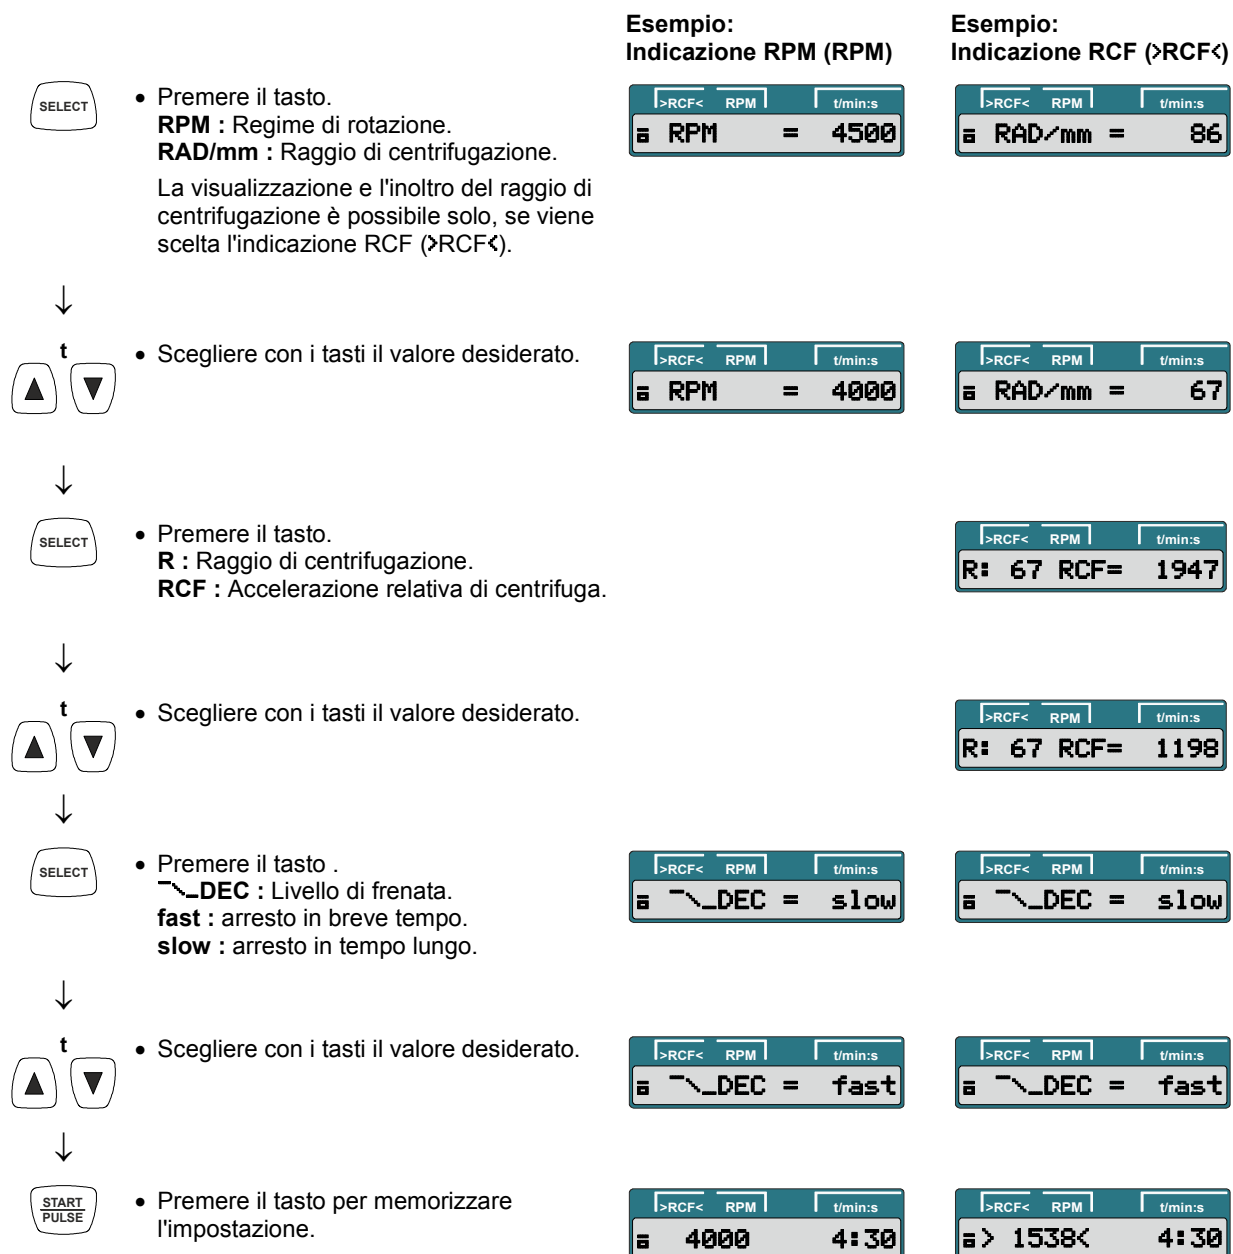 Esempio:
Indicazione RPM (RPM)
Esempio:
Indicazione RCF (>RCF<)
SELECT
• Premere il tasto.
RPM : Regime di rotazione.
RAD/mm : Raggio di centrifugazione.
La visualizzazione e l'inoltro del raggio di
centrifugazione è possibile solo, se viene
scelta l'indicazione RCF (>RCF<).
>RCF< RPM t/min:s
RPM = 4500
>RCF< RPM t/min:s
RAD/mm = 86
↓
t
▲ ▼
• Scegliere con i tasti il valore desiderato.
>RCF< RPM t/min:s
RPM = 4000
>RCF< RPM t/min:s
RAD/mm = 67
↓
SELECT
• Premere il tasto.
R : Raggio di centrifugazione.
RCF : Accelerazione relativa di centrifuga.
>RCF< RPM t/min:s
R: 67 RCF= 1947
↓
t
▲ ▼
• Scegliere con i tasti il valore desiderato.
>RCF< RPM t/min:s
R: 67 RCF= 1198
↓
SELECT
• Premere il tasto .
‾\_DEC : Livello di frenata.
fast : arresto in breve tempo.
slow : arresto in tempo lungo.
>RCF< RPM t/min:s
‾\_DEC = slow
>RCF< RPM t/min:s
‾\_DEC = slow
↓
t
▲ ▼
• Scegliere con i tasti il valore desiderato.
>RCF< RPM t/min:s
‾\_DEC = fast
>RCF< RPM t/min:s
‾\_DEC = fast
↓
START
PULSE
• Premere il tasto per memorizzare
l'impostazione.
>RCF< RPM t/min:s
4000 4:30
>RCF< RPM t/min:s
> 1538< 4:30